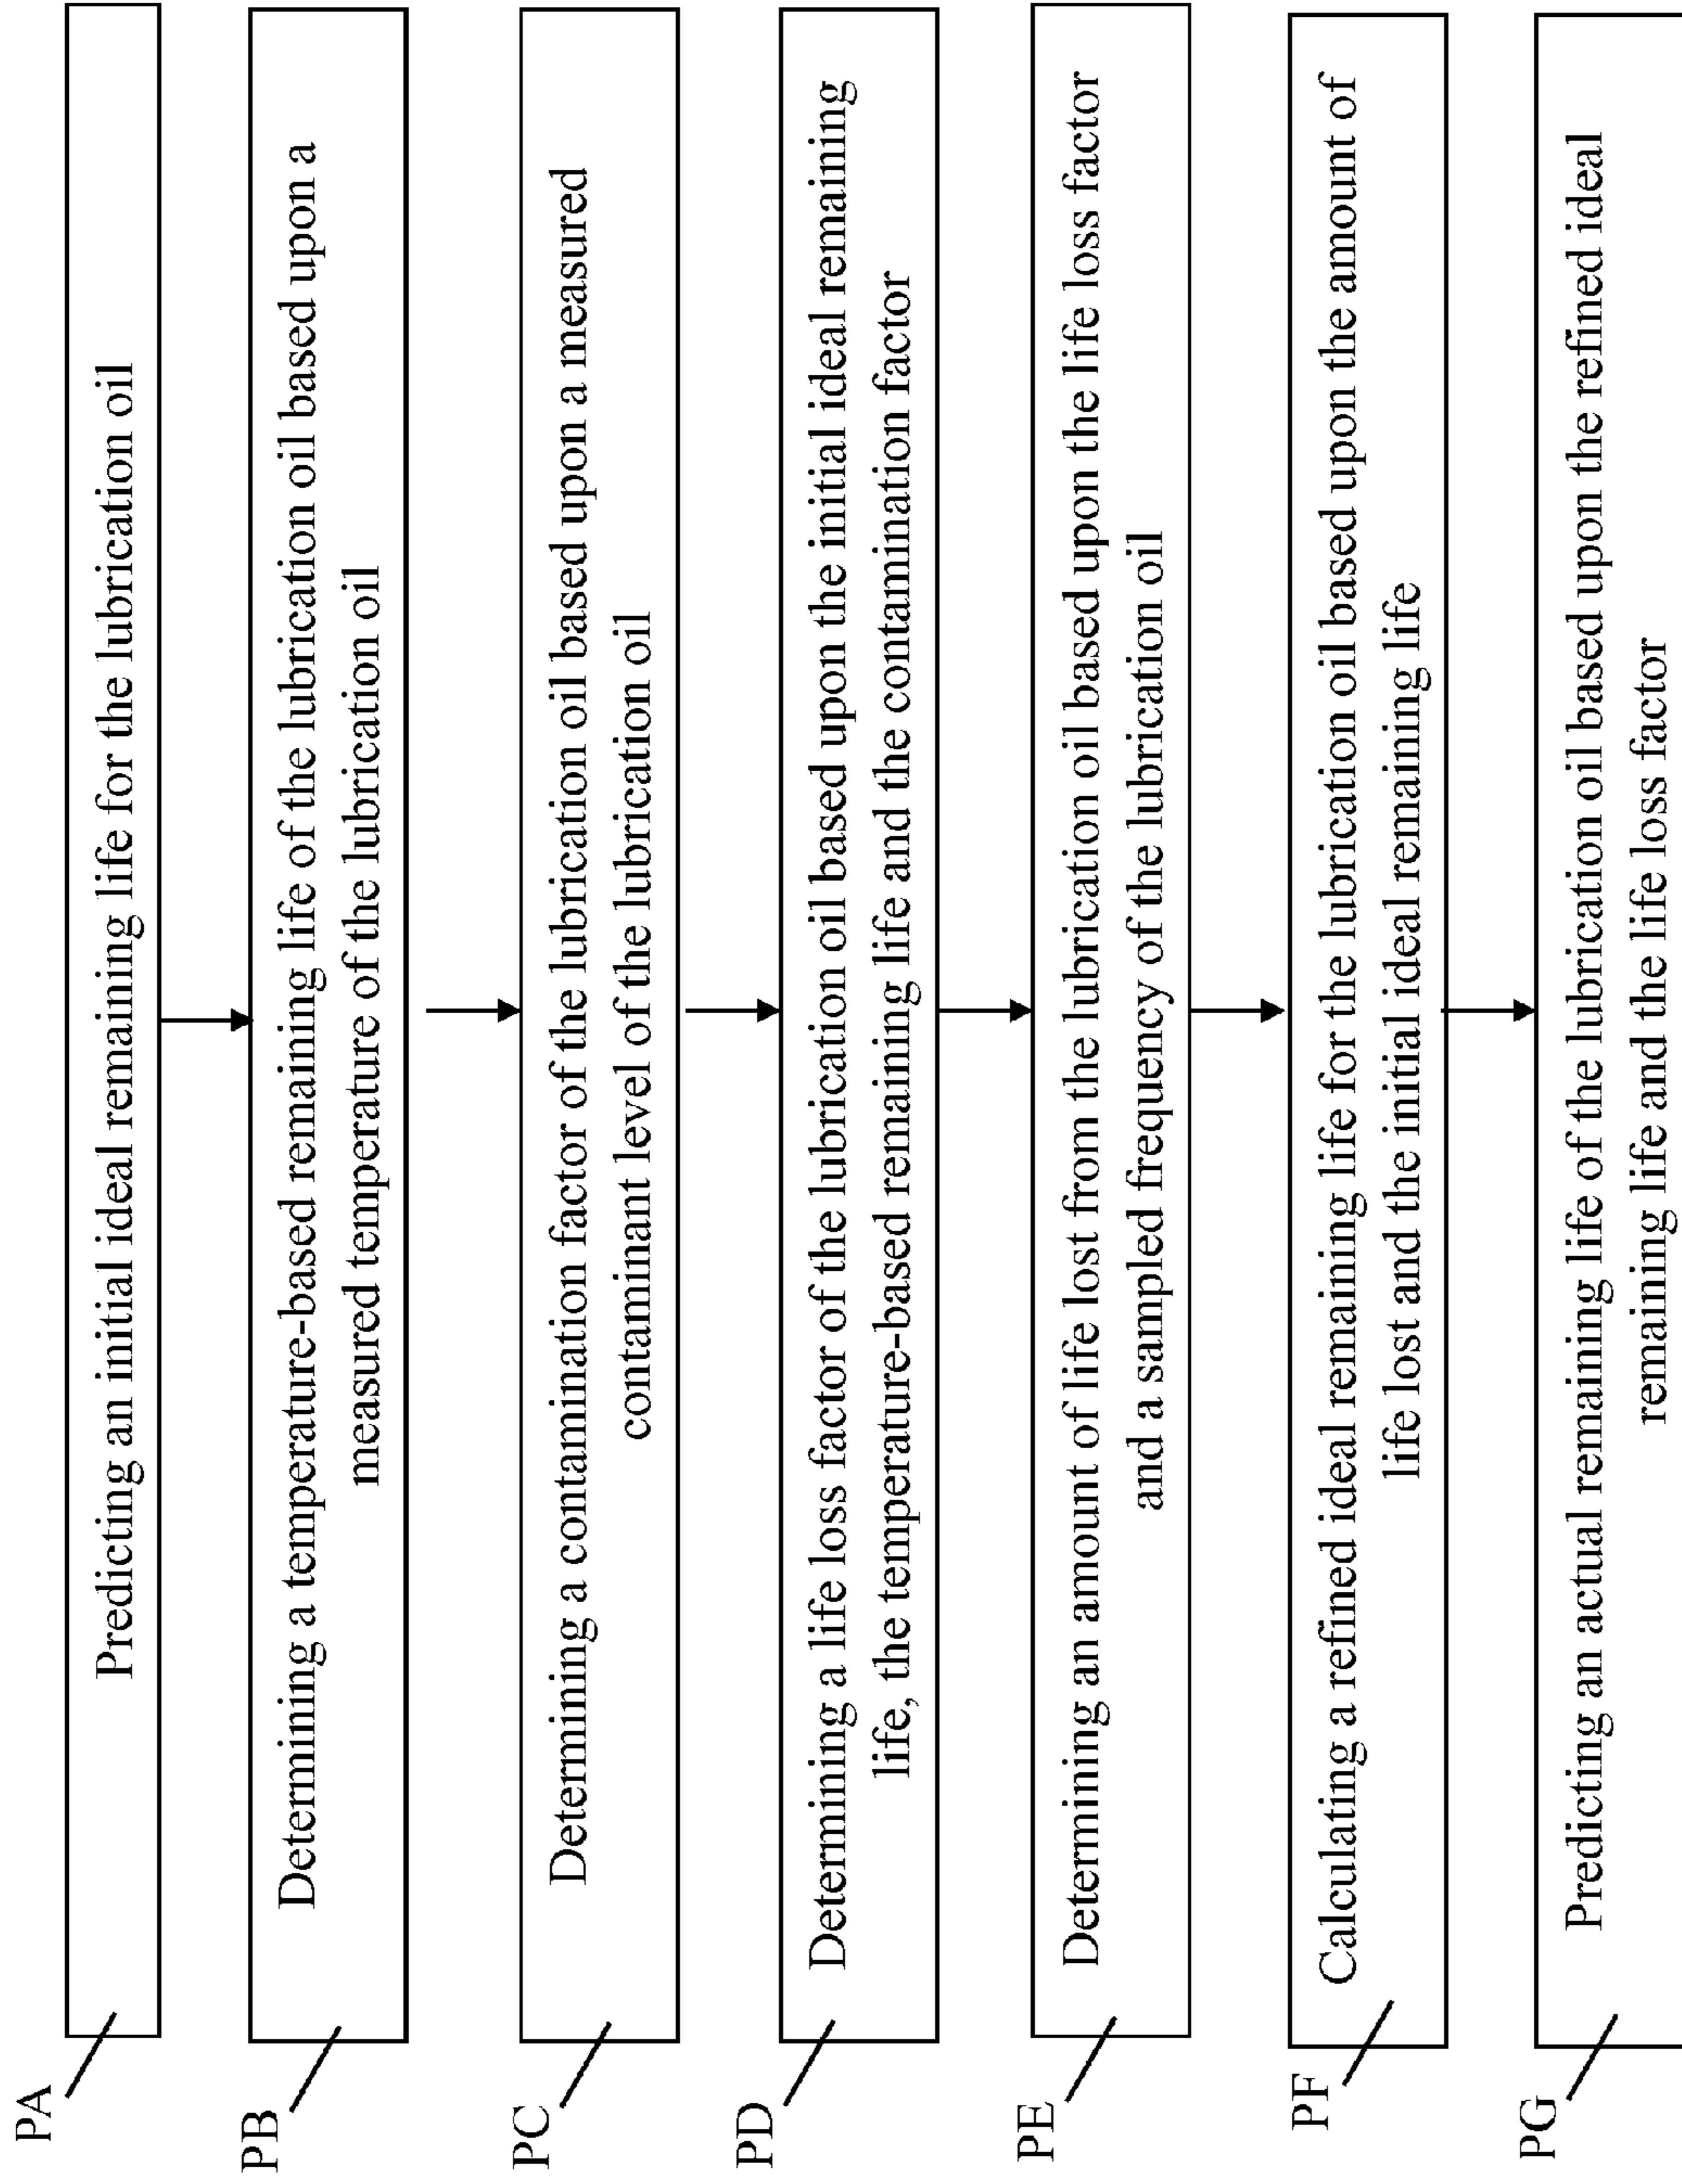 PA
Predicting an initial ideal remaining life for the lubrication oil
PB
Determining a temperature-based remaining life of the lubrication oil based upon a
measured temperature of the lubrication oil
PC
Determining a contamination factor of the lubrication oil based upon a measured
contaminant level of the lubrication oil
PD
Determining a life loss factor of the lubrication oil based upon the initial ideal remaining
life, the temperature-based remaining life and the contamination factor
PE
Determining an amount of life lost from the lubrication oil based upon the life loss factor
and a sampled frequency of the lubrication oil
PF
Calculating a refined ideal remaining life for the lubrication oil based upon the amount of
life lost and the initial ideal remaining life
PG
Predicting an actual remaining life of the lubrication oil based upon the refined ideal
remaining life and the life loss factor